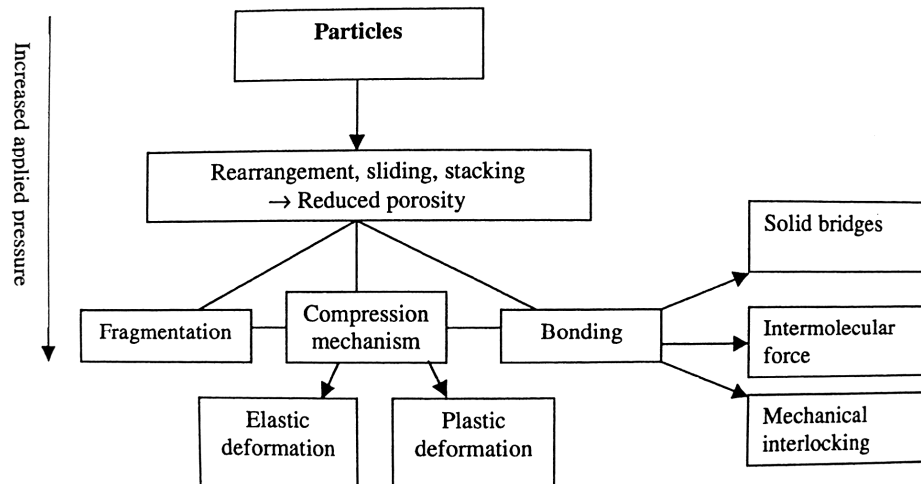 Increased applied pressure
Particles
Rearrangement, sliding, stacking
→ Reduced porosity
Fragmentation
Compression
mechanism
Bonding
Solid bridges
Intermolecular
force
Mechanical
interlocking
Elastic
deformation
Plastic
deformation